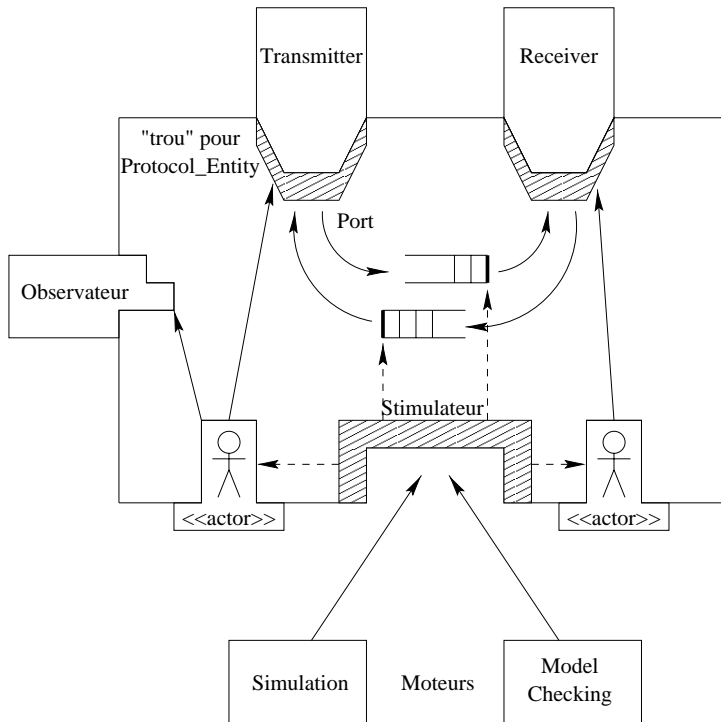 Transmitter
Receiver
"trou" pour
Protocol_Entity
Port
Observateur
Stimulateur
<<actor>>
<<actor>>
Simulation
Moteurs
Model
Checking